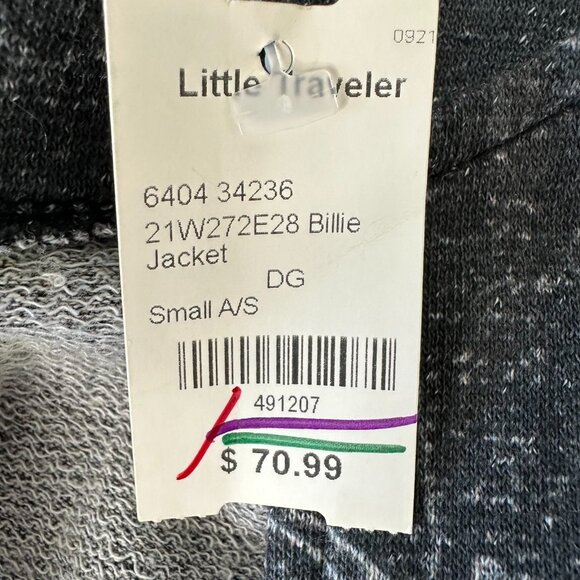 0921
Little Traveler
6404 34236
21W272E28 Billie
Jacket
DG
Small A/S
491207
$ 70.99